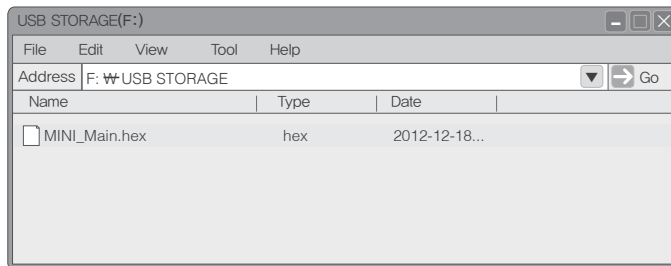 USB STORAGE(F:)
File Edit View Tool Help
Address F: ₩ USB STORAGE Go
Name Type Date
MINI_Main.hex hex 2012-12-18...